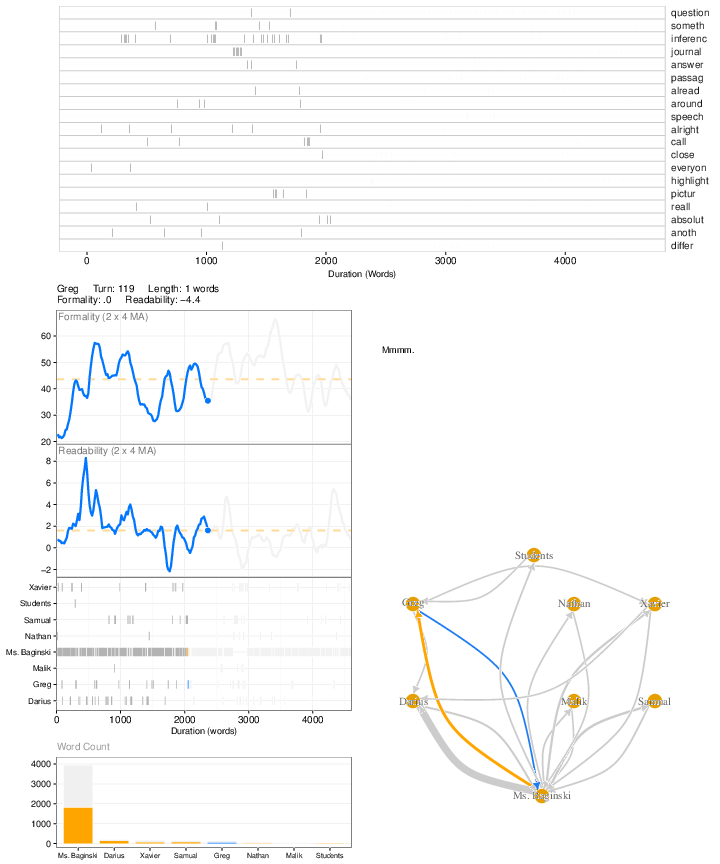 question
someth
inferenc
journal
answer
passag
alread
around
speech
alright
call
close
everyon
highlight
pictur
reall
absolut
anoth
differ
0 1000 2000 3000 4000
Duration (Words)
Greg Turn: 119 Length: 1 words
Formality: .0 Readability: −4.4
Formality (2 x 4 MA)
60
50
40
30
20
Mmmm.
Readability (2 x 4 MA)
8
6
4
2
0
−2
Xavier
Students
Samual
Nathan
Ms. Baginski
Malik
Greg
Darius
0 1000 2000 3000 4000
Duration (words)
Students
Greg Nathan Xavier
Darius Malik Samual
Ms. Baginski
Word Count
4000
3000
2000
1000
0
Ms. Baginski Darius Xavier Samual Greg Nathan Malik Students